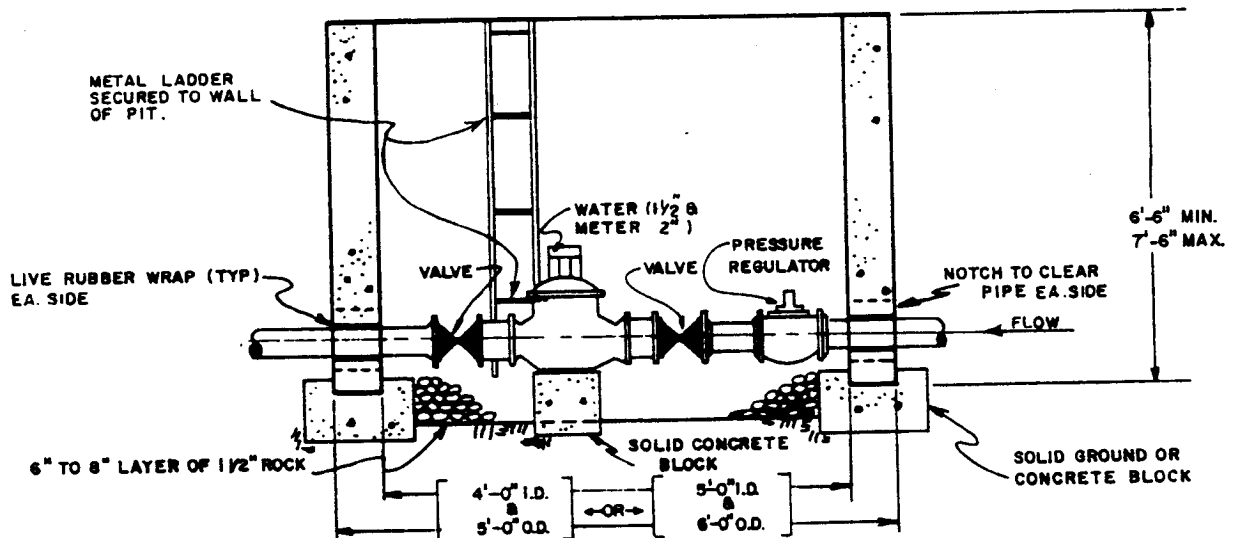 METAL LADDER
SECURED TO WALL
OF PIT.
WATER (1½" &
METER 2")
6'-6" MIN.
7'-6" MAX.
PRESSURE
REGULATOR
VALVE
VALVE
LIVE RUBBER WRAP (TYP)
EA. SIDE
NOTCH TO CLEAR
PIPE EA. SIDE
FLOW
6" TO 8" LAYER OF 1 1/2" ROCK
SOLID CONCRETE
BLOCK
SOLID GROUND OR
CONCRETE BLOCK
4'-0" I.D.
&
5'-0" O.D.
OR
5'-0" I.D.
&
6'-0" O.D.